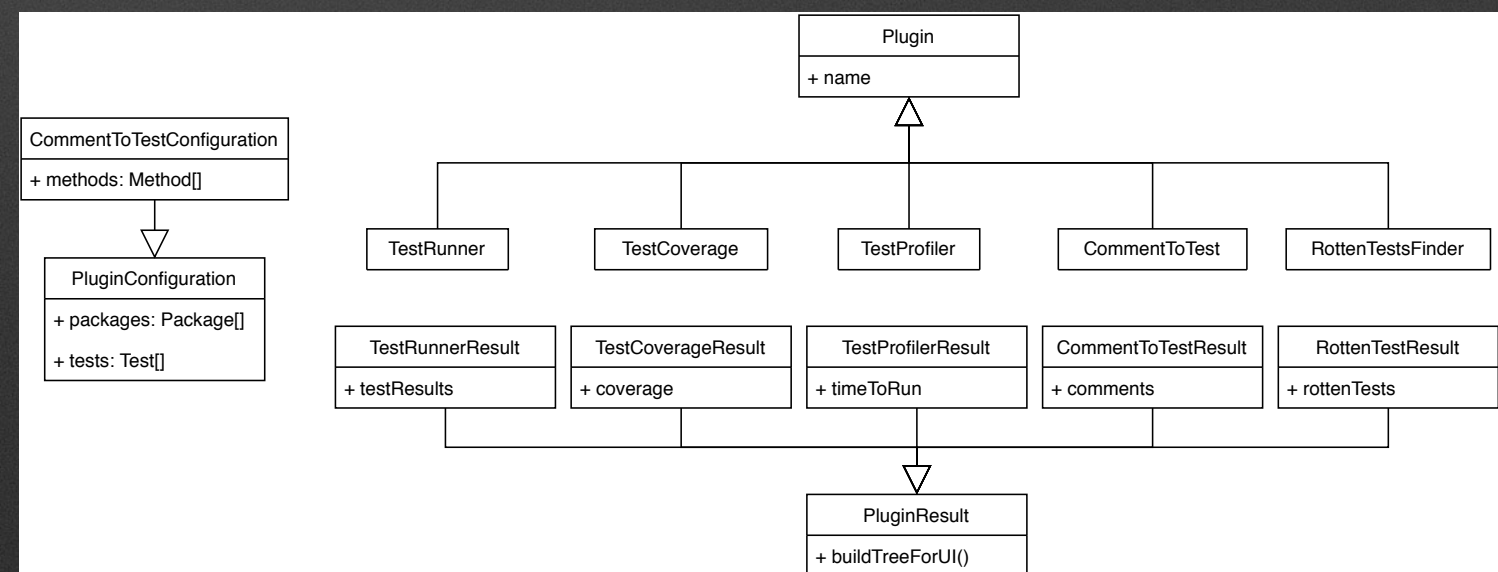 Plugin
+ name
CommentToTestConfiguration
+ methods: Method[]
PluginConfiguration
+ packages: Package[]
+ tests: Test[]
TestRunner
TestCoverage
TestProfiler
CommentToTest
RottenTestsFinder
TestRunnerResult
+ testResults
TestCoverageResult
+ coverage
TestProfilerResult
+ timeToRun
CommentToTestResult
+ comments
RottenTestResult
+ rottenTests
PluginResult
+ buildTreeForUI()